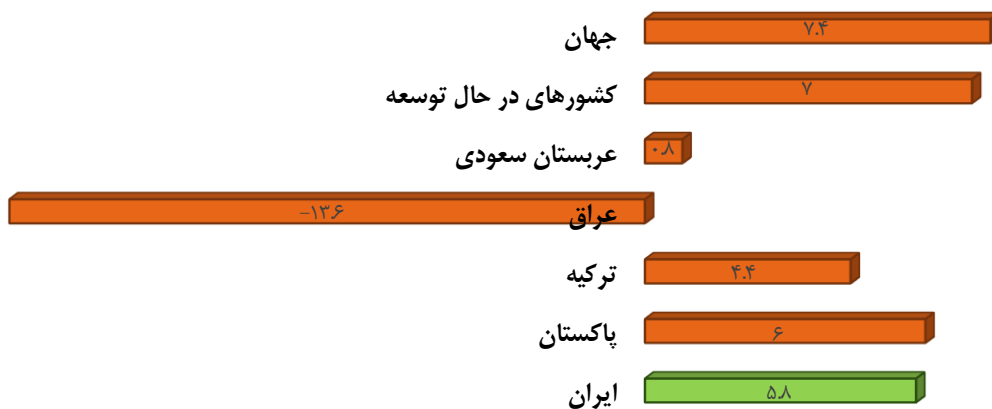 جهان ۷.۴
کشورهای در حال توسعه ۷
عربستان سعودی ۰.۸
عراق -۱۳.۶
ترکیه ۴.۴
پاکستان ۶
ایران ۵.۸